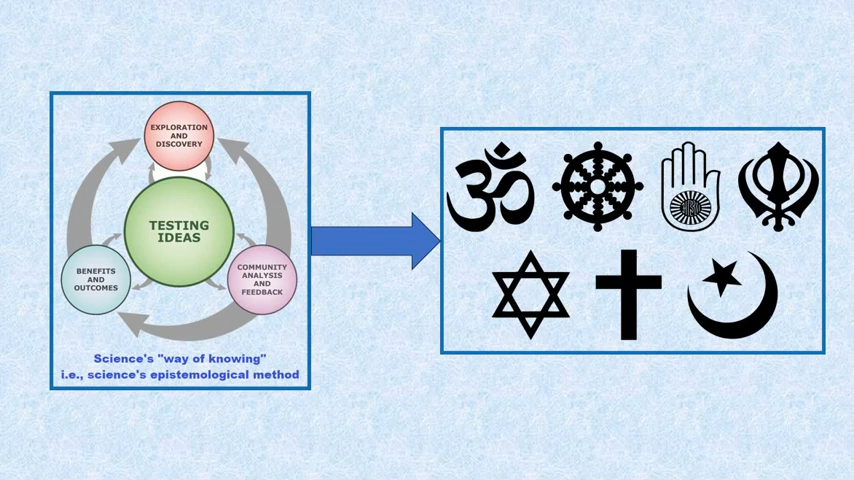 EXPLORATION
AND
DISCOVERY
TESTING
IDEAS
BENEFITS
AND
OUTCOMES
COMMUNITY
ANALYSIS
AND
FEEDBACK
Science's "way of knowing"
i.e., science's epistemological method